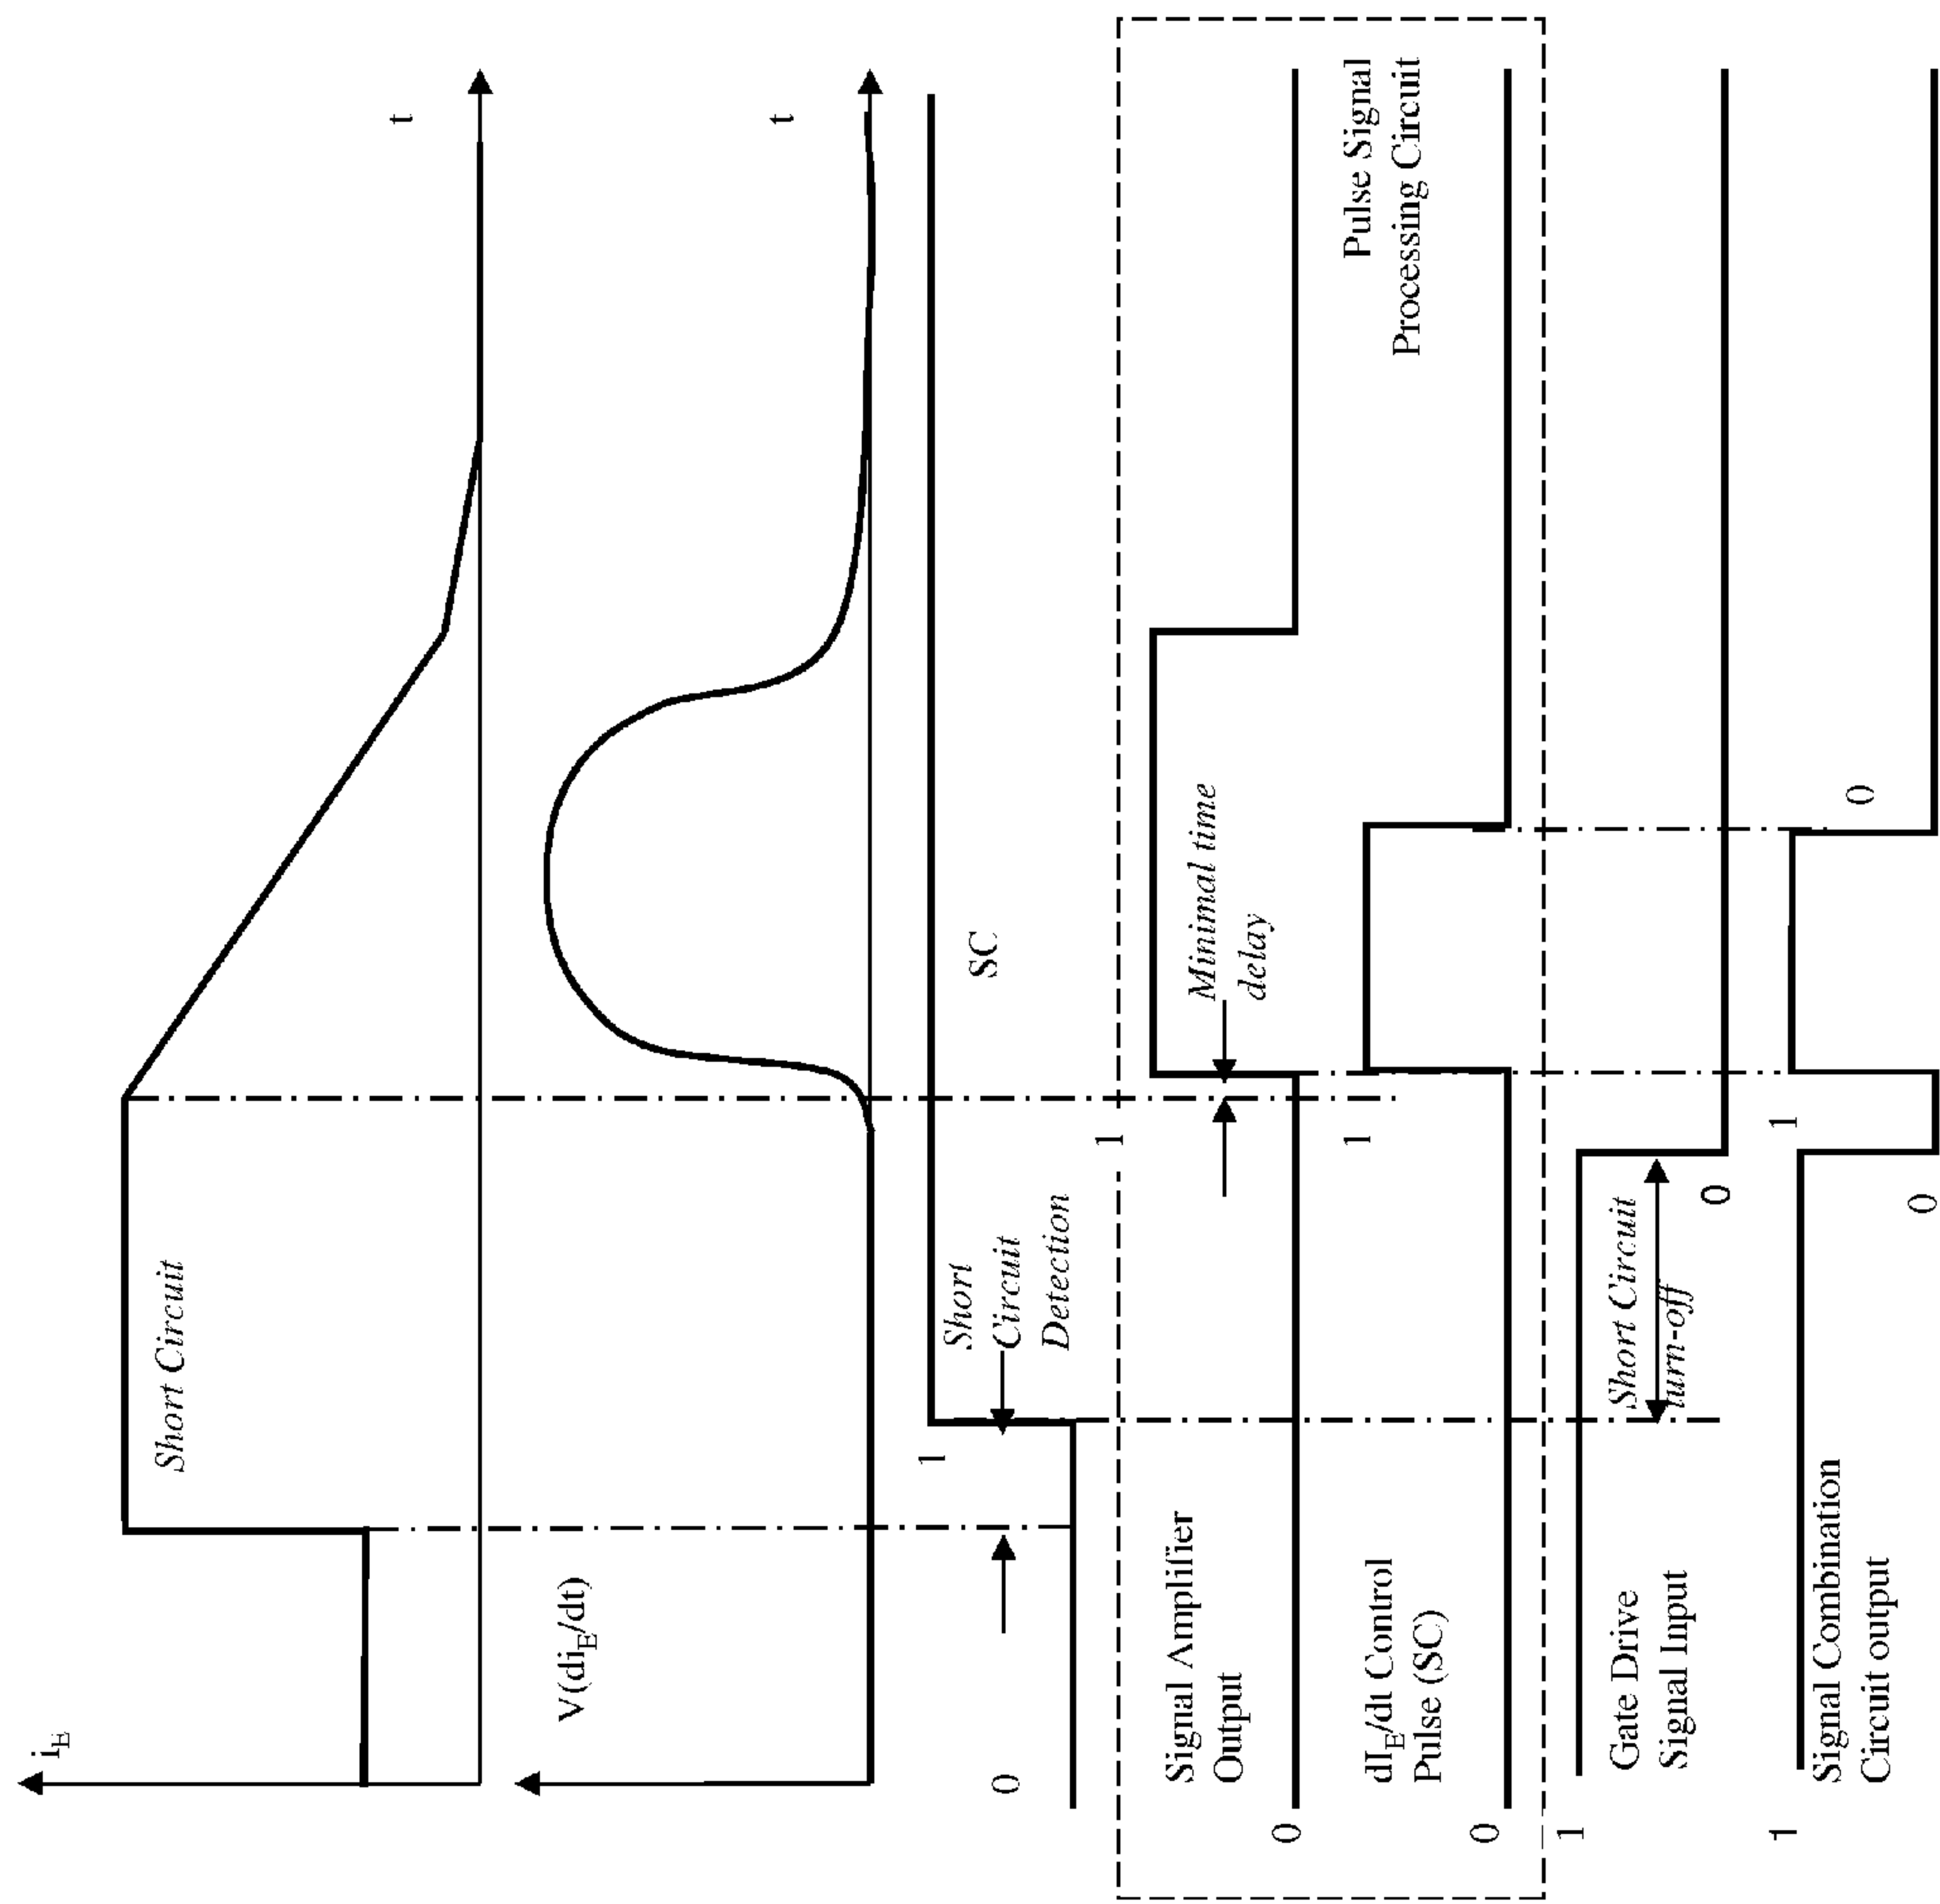 i_E
t
Short Circuit
V(di_E/dt)
t
1
SC
Short
Circuit
Detection
0
1
Signal Amplifier
Output
Minimal time
delay
0
1
dI_E/dt Control
Pulse (SC)
Pulse Signal
Processing Circuit
0
1
Gate Drive
Signal Input
Short Circuit
turn-off
0
1
1
0
Signal Combination
Circuit output
0